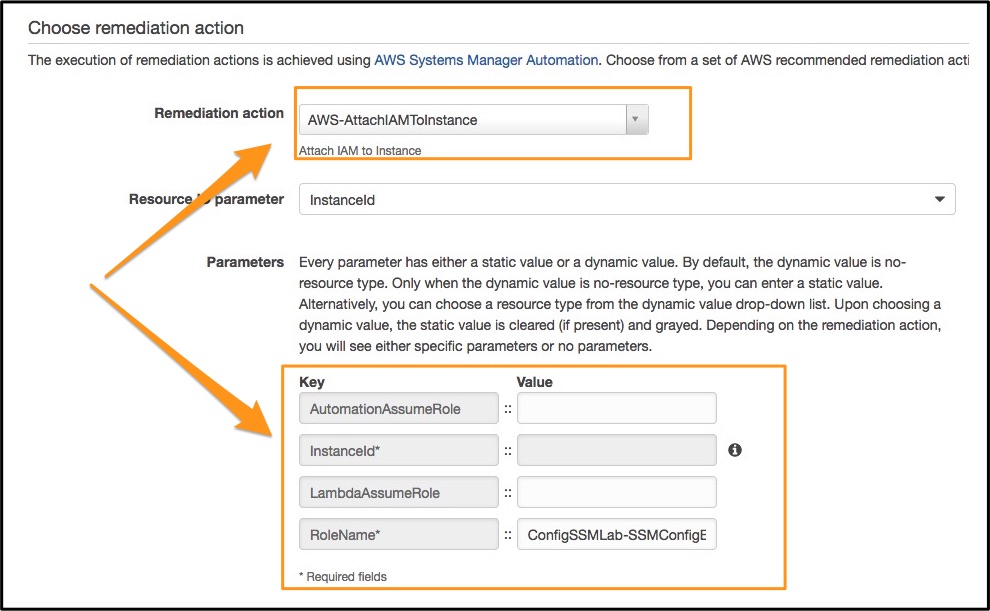 Choose remediation action
The execution of remediation actions is achieved using AWS Systems Manager Automation. Choose from a set of AWS recommended remediation acti
Remediation action
AWS-AttachIAMToInstance
Attach IAM to Instance
Resource ID parameter
InstanceId
Parameters
Every parameter has either a static value or a dynamic value. By default, the dynamic value is no-
resource type. Only when the dynamic value is no-resource type, you can enter a static value.
Alternatively, you can choose a resource type from the dynamic value drop-down list. Upon choosing a
dynamic value, the static value is cleared (if present) and grayed. Depending on the remediation action,
you will see either specific parameters or no parameters.
Key Value
AutomationAssumeRole ::
InstanceId* ::
LambdaAssumeRole ::
RoleName* :: ConfigSSMLab-SSMConfigE
* Required fields